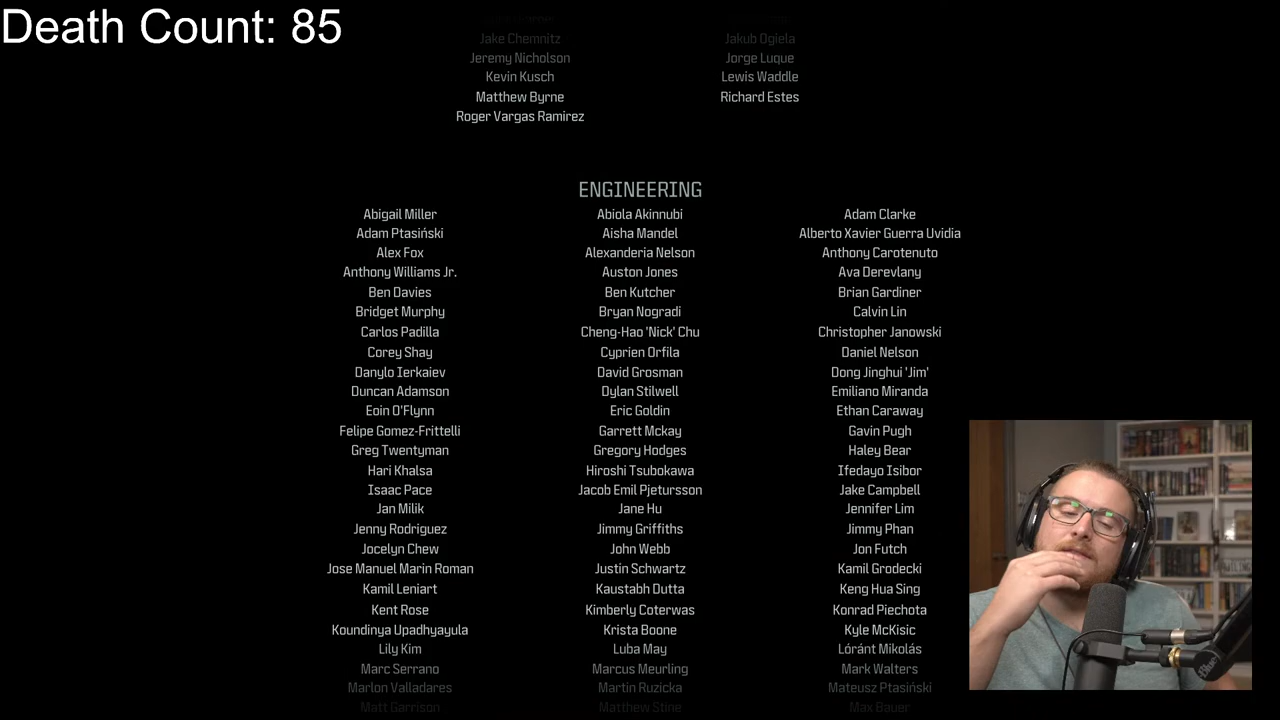 Death Count: 85
Jake Chemnitz Jakub Ogiela
Jeremy Nicholson Jorge Luque
Kevin Kusch Lewis Waddle
Matthew Byrne Richard Estes
Roger Vargas Ramirez
ENGINEERING
Abigail Miller Abiola Akinnubi Adam Clarke
Adam Ptasiński Aisha Mandel Alberto Xavier Guerra Uvidia
Alex Fox Alexanderia Nelson Anthony Carotenuto
Anthony Williams Jr. Auston Jones Ava Derevlany
Ben Davies Ben Kutcher Brian Gardiner
Bridget Murphy Bryan Nogradi Calvin Lin
Carlos Padilla Cheng-Hao 'Nick' Chu Christopher Janowski
Corey Shay Cyprien Orfila Daniel Nelson
Danylo Ierkaiev David Grosman Dong Jinghui 'Jim'
Duncan Adamson Dylan Stilwell Emiliano Miranda
Eoin O'Flynn Eric Goldin Ethan Caraway
Felipe Gomez-Frittelli Garrett Mckay Gavin Pugh
Greg Twentyman Gregory Hodges Haley Bear
Hari Khalsa Hiroshi Tsubokawa Ifedayo Isibor
Isaac Pace Jacob Emil Pjetursson Jake Campbell
Jan Milik Jane Hu Jennifer Lim
Jenny Rodriguez Jimmy Griffiths Jimmy Phan
Jocelyn Chew John Webb Jon Futch
Jose Manuel Marin Roman Justin Schwartz Kamil Grodecki
Kamil Leniart Kaustabh Dutta Keng Hua Sing
Kent Rose Kimberly Coterwas Konrad Piechota
Koundinya Upadhyayula Krista Boone Kyle McKisic
Lily Kim Luba May Lóránt Mikolás
Marc Serrano Marcus Meurling Mark Walters
Marlon Valladares Martin Ruzicka Mateusz Ptasiński
Matt Garrison Matthew Stine Max Bauer